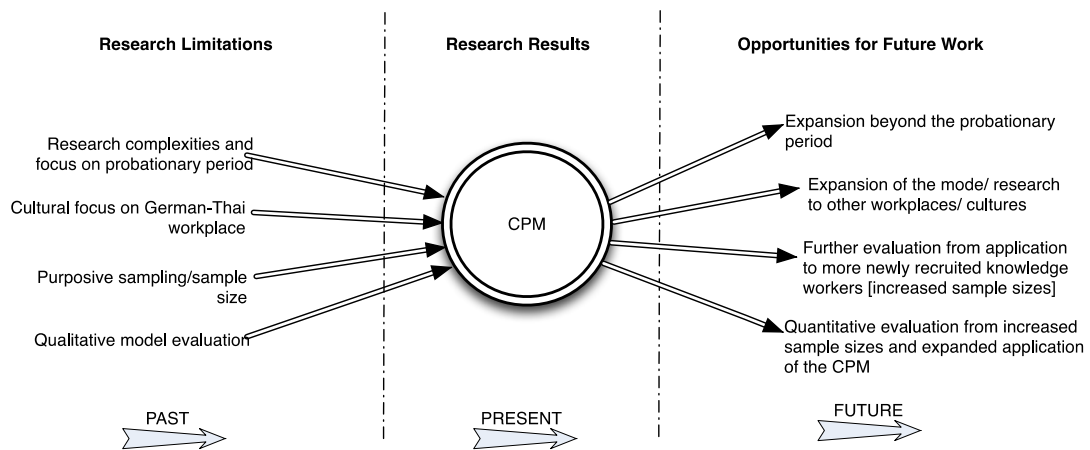 Research Limitations
Research Results
Opportunities for Future Work
Research complexities and
focus on probationary period
Cultural focus on German-Thai
workplace
Purposive sampling/sample
size
Qualitative model evaluation
CPM
Expansion beyond the probationary
period
Expansion of the mode/ research
to other workplaces/ cultures
Further evaluation from application
to more newly recruited knowledge
workers [increased sample sizes]
Quantitative evaluation from increased
sample sizes and expanded application
of the CPM
PAST
PRESENT
FUTURE